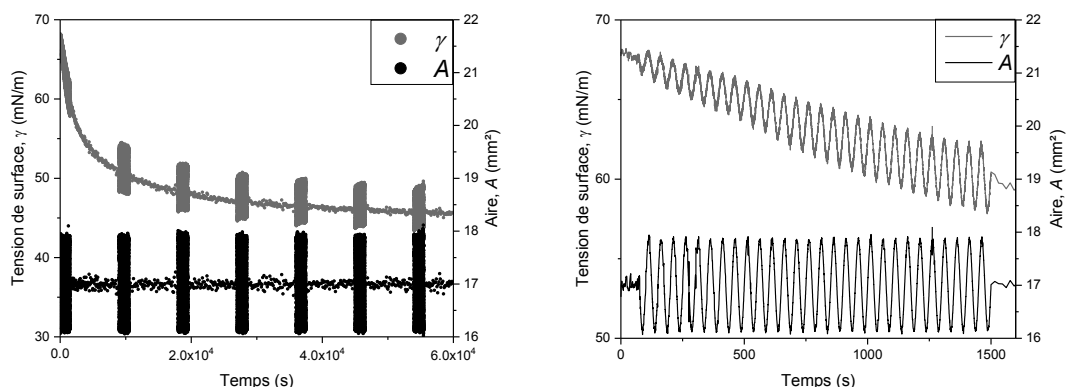 70
60
50
40
30
Tension de surface, γ (mN/m)
22
21
20
19
18
17
16
Aire, A (mm²)
γ
A
0.0
2.0x10⁴
4.0x10⁴
6.0x10⁴
Temps (s)
70
60
50
Tension de surface, γ (mN/m)
22
21
20
19
18
17
16
Aire, A (mm²)
γ
A
0
500
1000
1500
Temps (s)